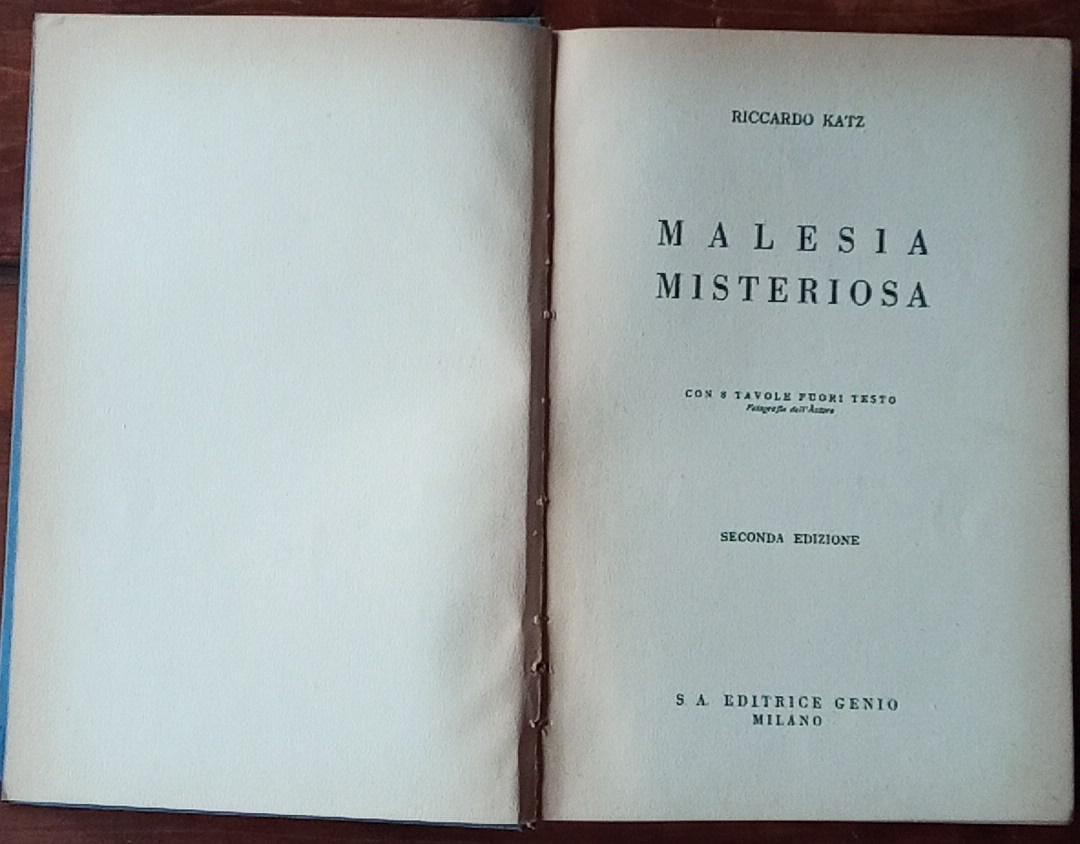 RICCARDO KATZ
MALESIA
MISTERIOSA
CON 8 TAVOLE FUORI TESTO
Fotografie dell'Autore
SECONDA EDIZIONE
S. A. EDITRICE GENIO
MILANO